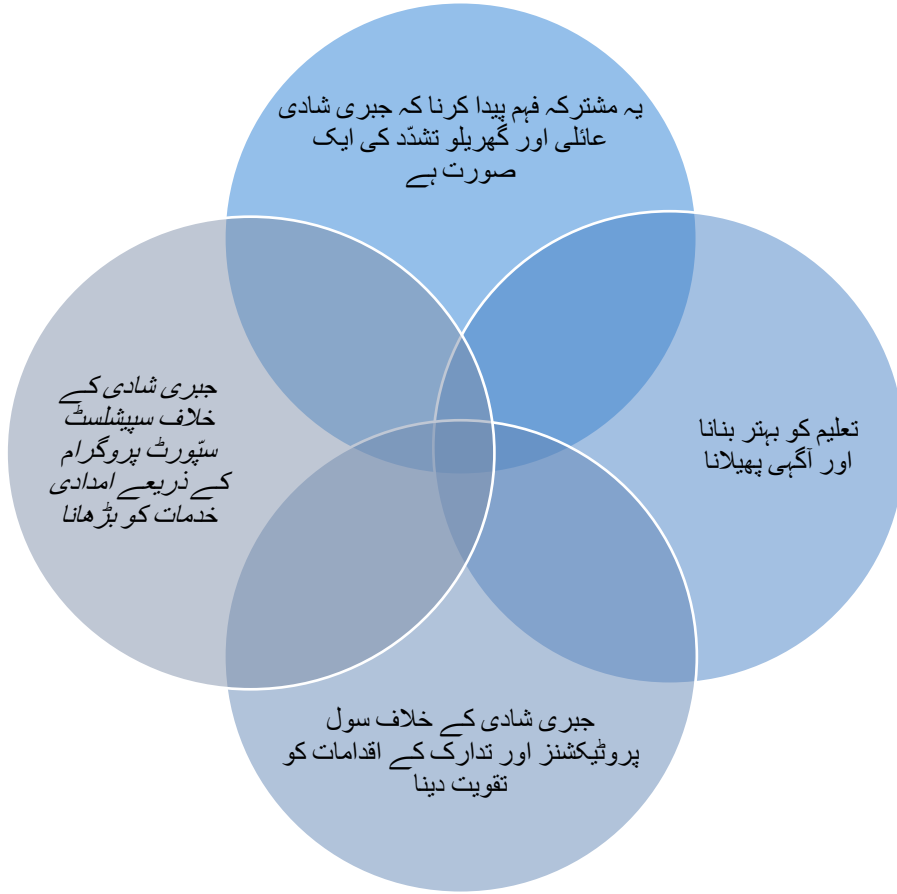 یہ مشترکہ فہم پیدا کرنا کہ جبری شادی
عائلی اور گھریلو تشدّد کی ایک
صورت ہے
تعلیم کو بہتر بنانا
اور آگہی پھیلانا
جبری شادی کے خلاف سول
پروٹیکشنز اور تدارک کے اقدامات کو
تقویت دینا
جبری شادی کے
خلاف سپیشلسٹ
سپّورٹ پروگرام
کے ذریعے امدادی
خدمات کو بڑھانا